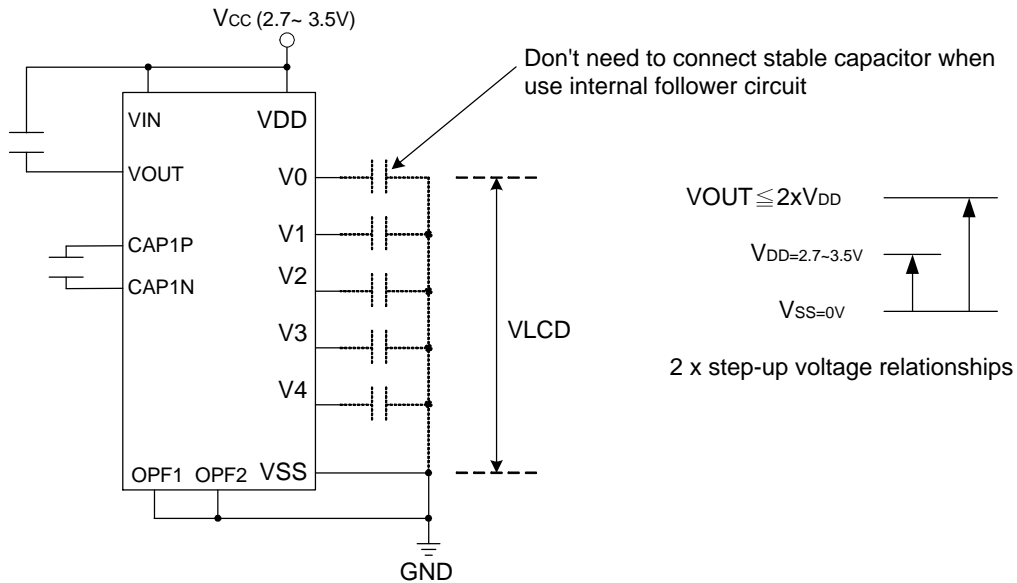 VCC (2.7~ 3.5V)
Don't need to connect stable capacitor when
use internal follower circuit
VIN
VDD
VOUT
V0
CAP1P
V1
CAP1N
V2
V3
V4
OPF1
OPF2
VSS
GND
VLCD
VOUT≦2xVDD
VDD=2.7~3.5V
VSS=0V
2 x step-up voltage relationships